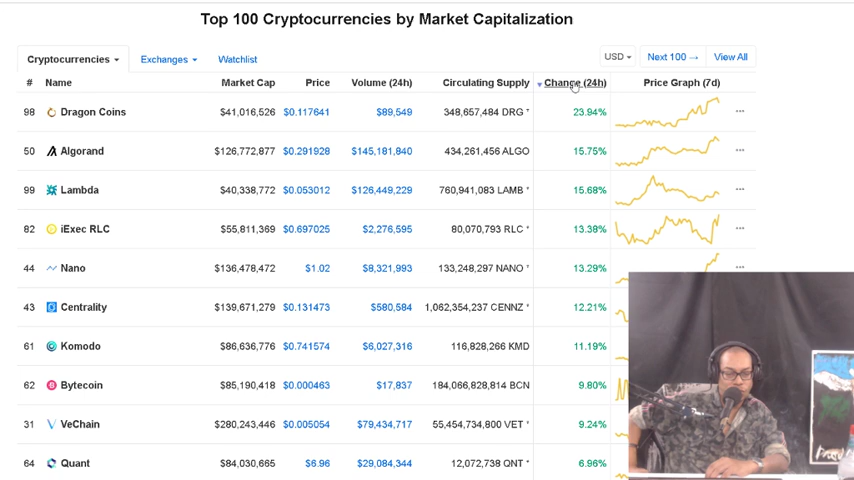 Top 100 Cryptocurrencies by Market Capitalization
Cryptocurrencies Exchanges Watchlist USD Next 100 → View All
# Name Market Cap Price Volume (24h) Circulating Supply Change (24h) Price Graph (7d)
98 Dragon Coins $41,016,526 $0.117641 $89,549 348,657,484 DRG * 23.94%
50 Algorand $126,772,877 $0.291928 $145,181,840 434,261,456 ALGO 15.75%
99 Lambda $40,338,772 $0.053012 $126,449,229 760,941,083 LAMB * 15.68%
82 iExec RLC $55,811,369 $0.697025 $2,276,595 80,070,793 RLC * 13.38%
44 Nano $136,478,472 $1.02 $8,321,993 133,248,297 NANO * 13.29%
43 Centrality $139,671,279 $0.131473 $580,584 1,062,354,237 CENNZ * 12.21%
61 Komodo $86,636,776 $0.741574 $6,027,316 116,828,266 KMD 11.19%
62 Bytecoin $85,190,418 $0.000463 $17,837 184,066,828,814 BCN 9.80%
31 VeChain $280,243,446 $0.005054 $79,434,717 55,454,734,800 VET * 9.24%
64 Quant $84,030,665 $6.96 $29,084,344 12,072,738 QNT * 6.96%